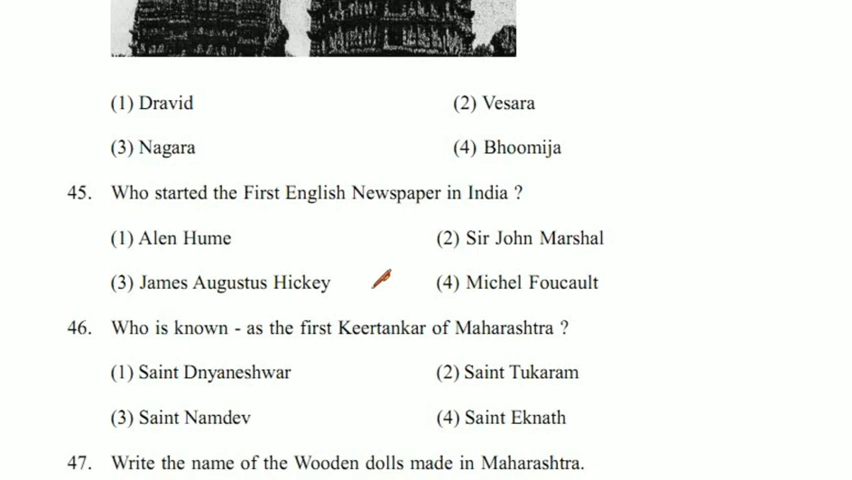 (1) Dravid (2) Vesara
(3) Nagara (4) Bhoomija
45. Who started the First English Newspaper in India ?
(1) Alen Hume (2) Sir John Marshal
(3) James Augustus Hickey (4) Michel Foucault
46. Who is known - as the first Keertankar of Maharashtra ?
(1) Saint Dnyaneshwar (2) Saint Tukaram
(3) Saint Namdev (4) Saint Eknath
47. Write the name of the Wooden dolls made in Maharashtra.